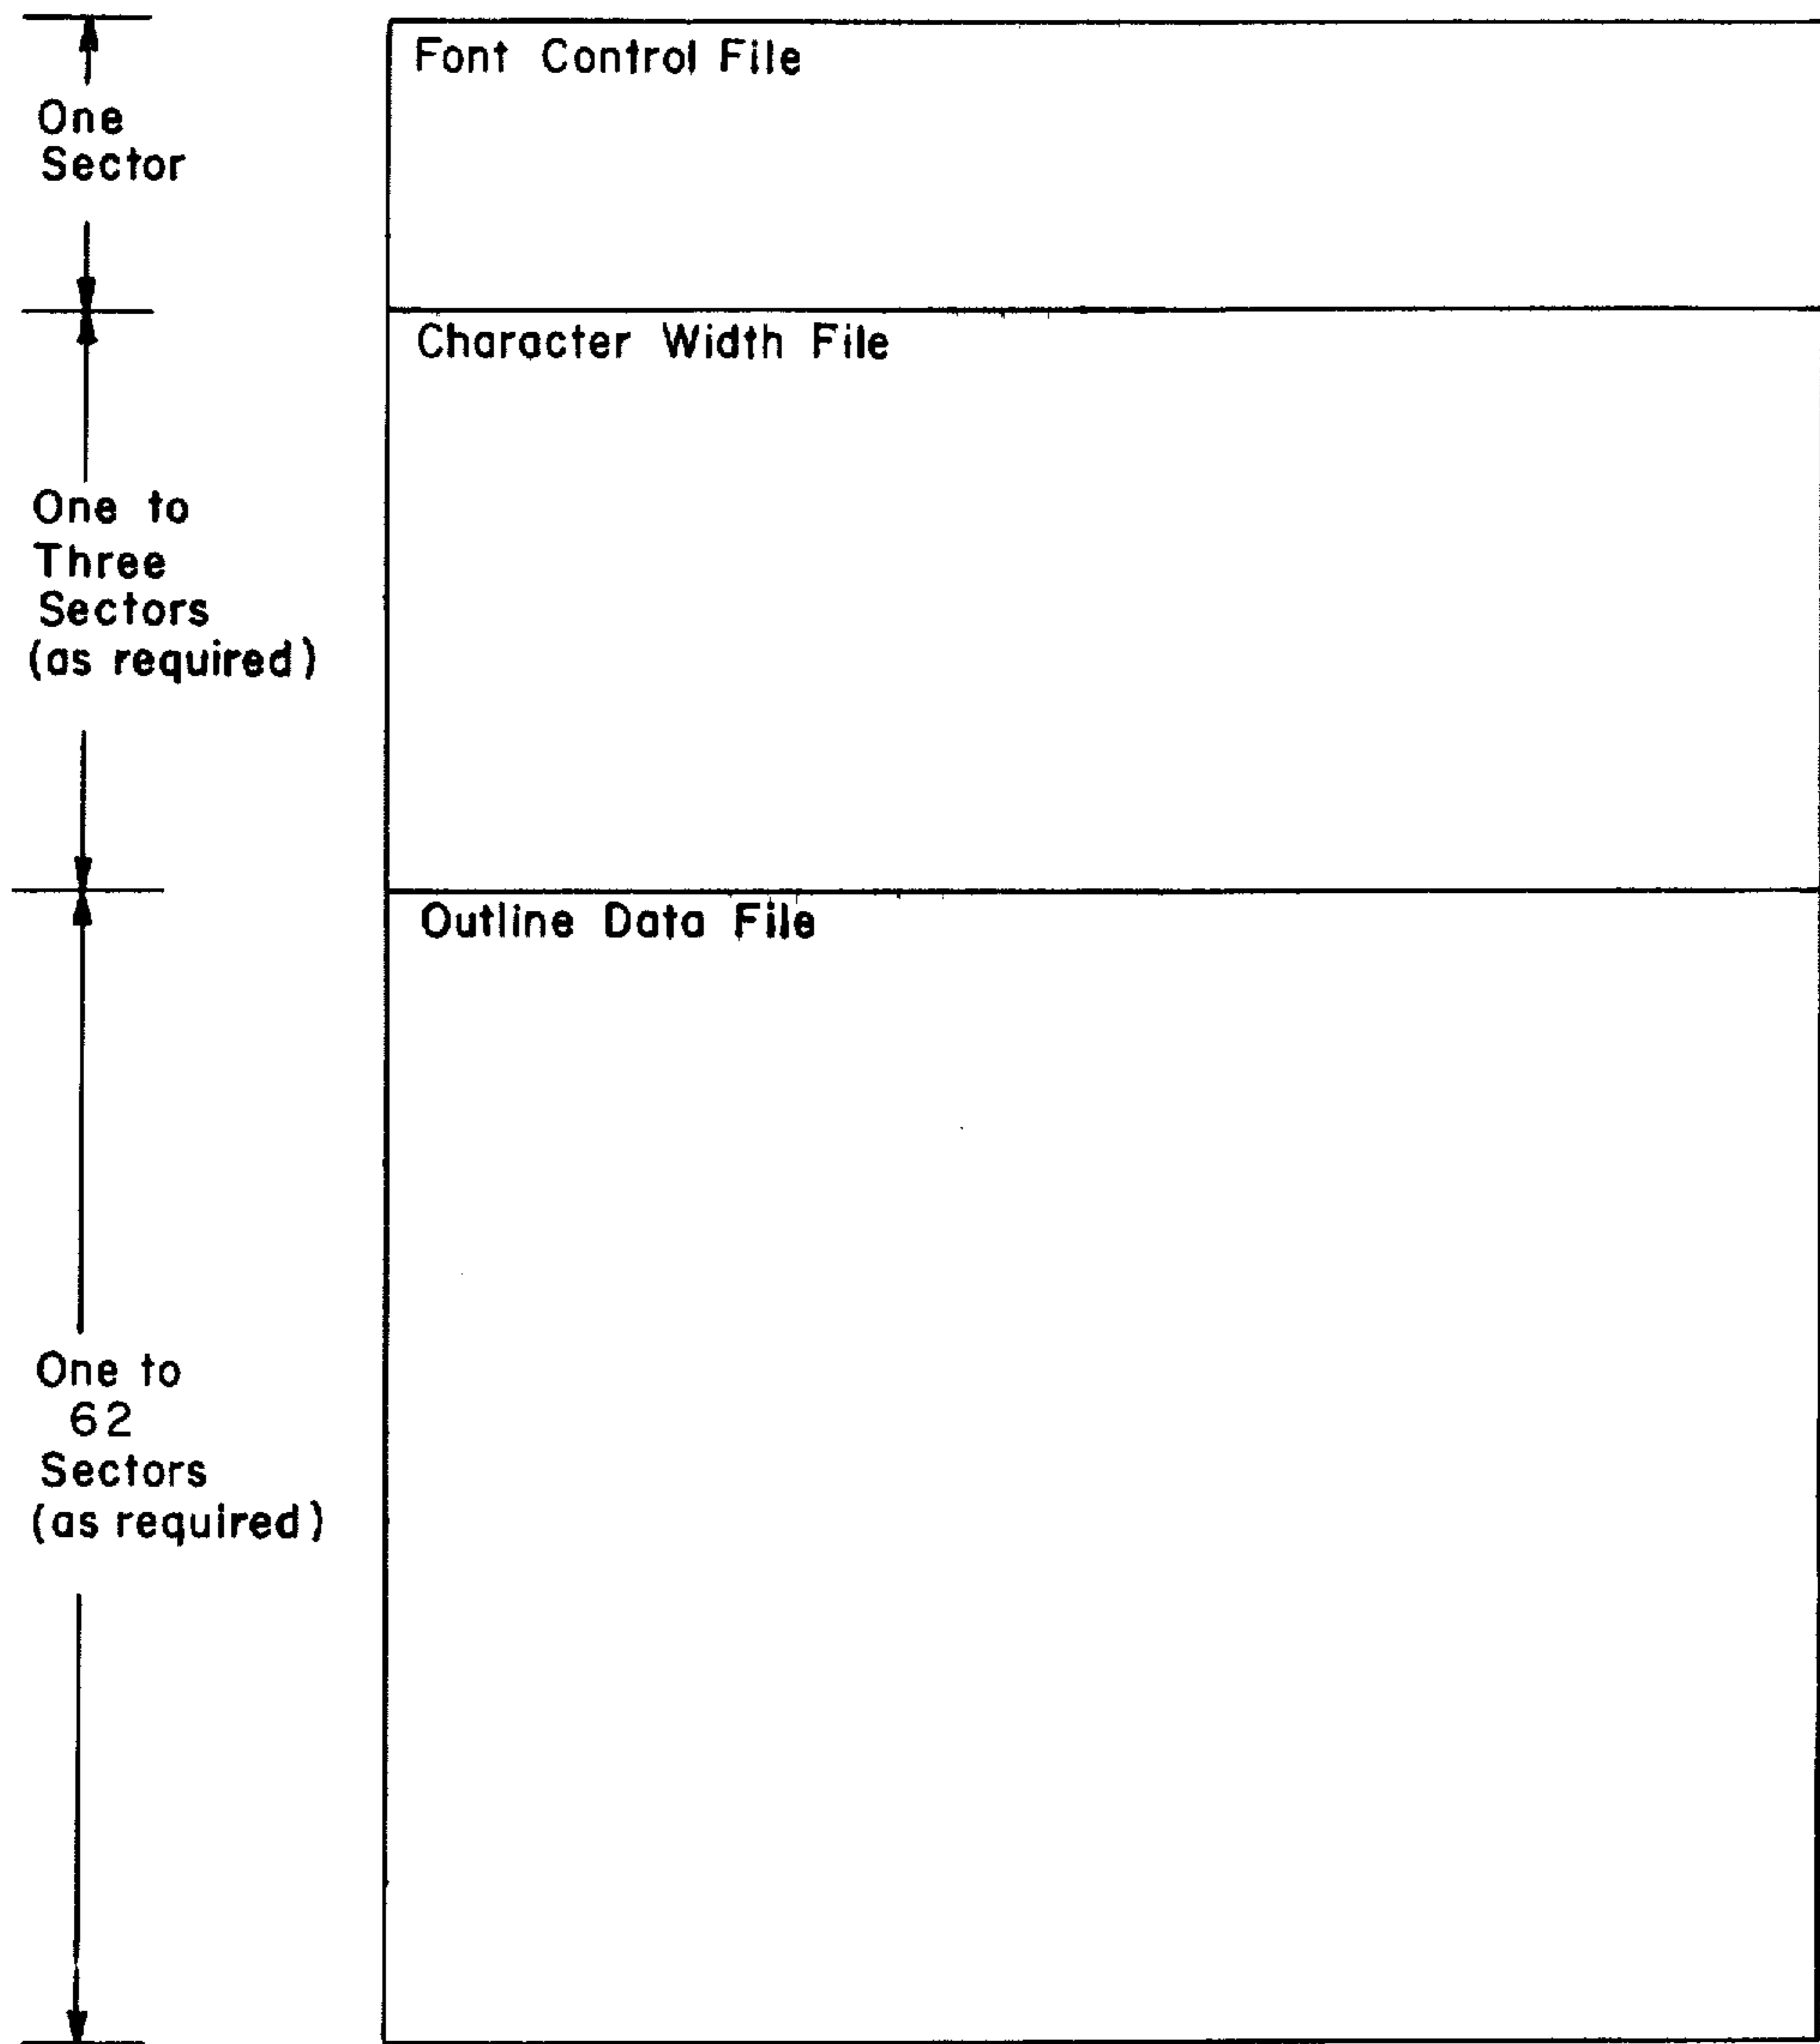 Font Control File
One
Sector
Character Width File
One to
Three
Sectors
(as required)
Outline Data File
One to
62
Sectors
(as required)